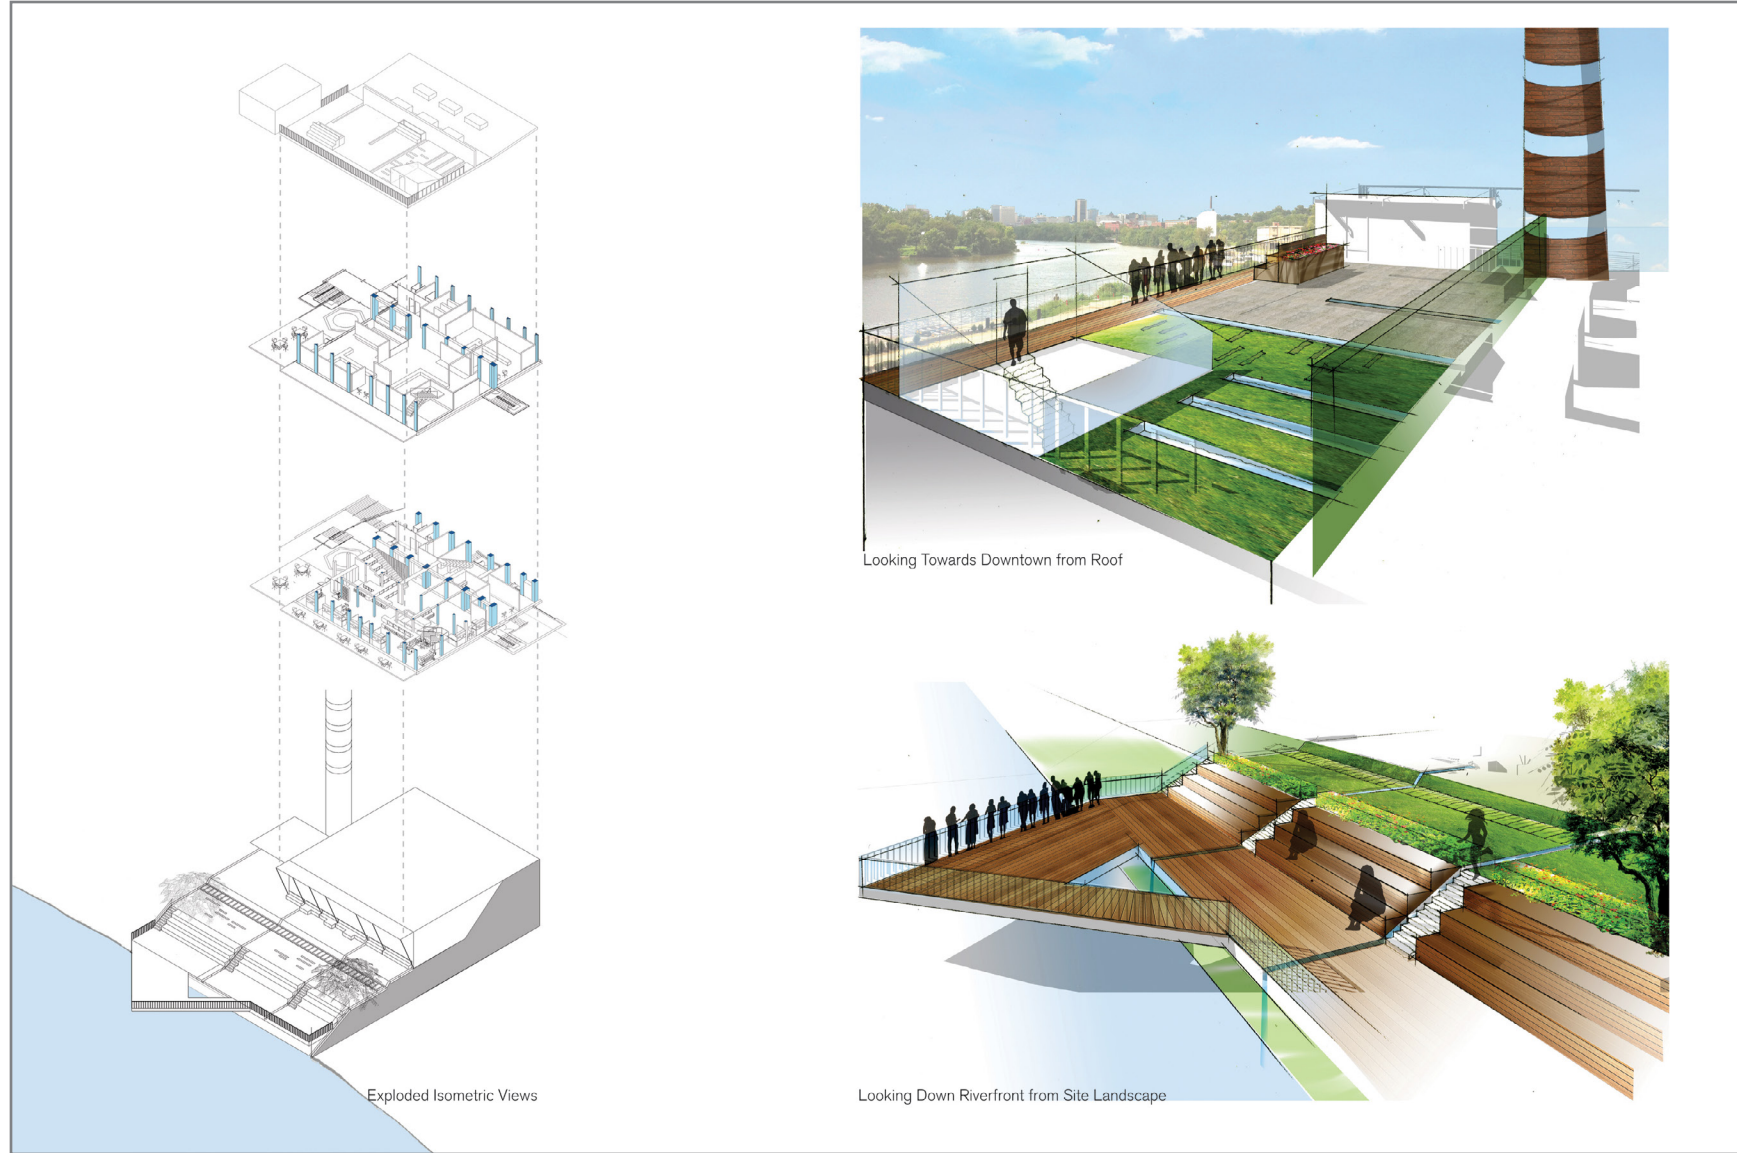 Looking Towards Downtown from Roof
Exploded Isometric Views
Looking Down Riverfront from Site Landscape